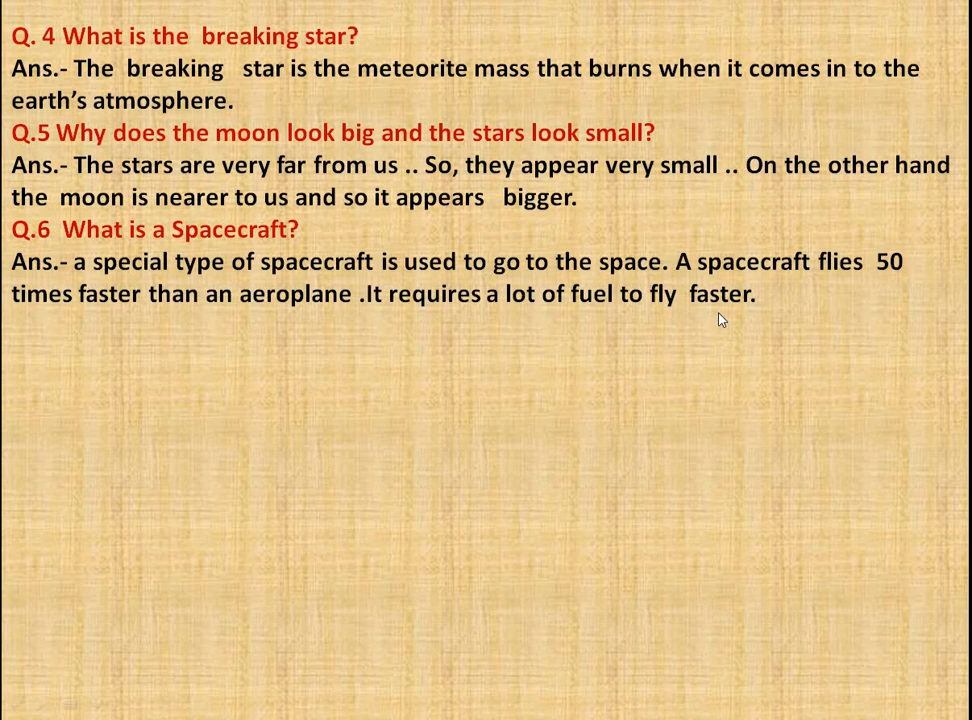 Q. 4 What is the breaking star?
Ans.- The breaking star is the meteorite mass that burns when it comes in to the
earth’s atmosphere.
Q.5 Why does the moon look big and the stars look small?
Ans.- The stars are very far from us .. So, they appear very small .. On the other hand
the moon is nearer to us and so it appears bigger.
Q.6 What is a Spacecraft?
Ans.- a special type of spacecraft is used to go to the space. A spacecraft flies 50
times faster than an aeroplane .It requires a lot of fuel to fly faster.